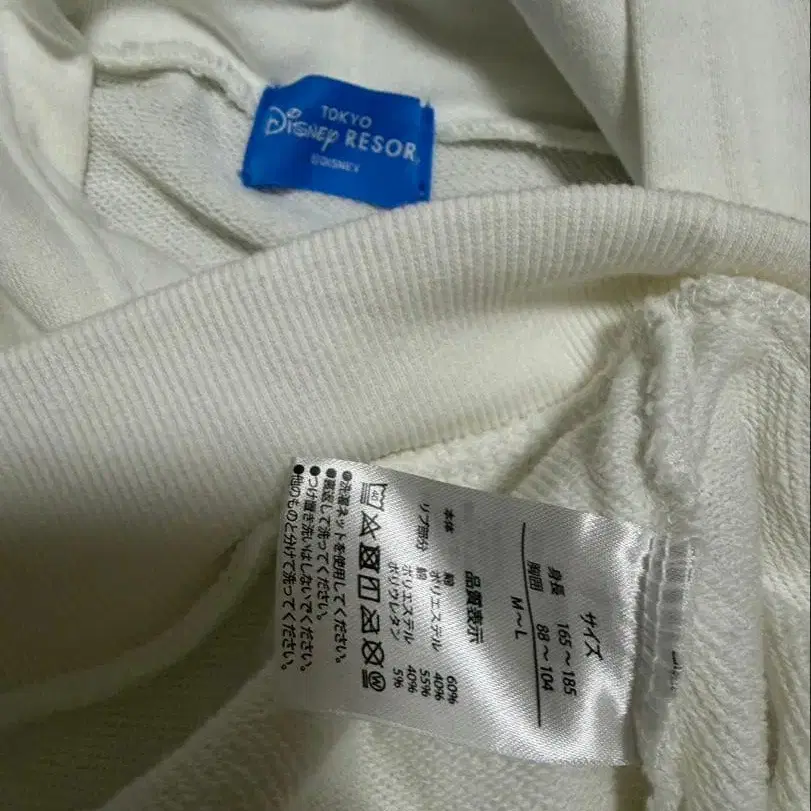 TOKYO
Disney RESOR
©DISNEY
サイズ
身長 165～185
胸囲 88～104
M～L
品質表示
本体 綿 60%
ポリエステル 40%
リブ部分 綿 55%
ポリエステル 40%
ポリウレタン 5%
40
W
●洗濯ネットを使用してください。
●裏返しで洗ってください。
●つけ置き洗いはしないでください。
●他のものと分けて洗ってください。